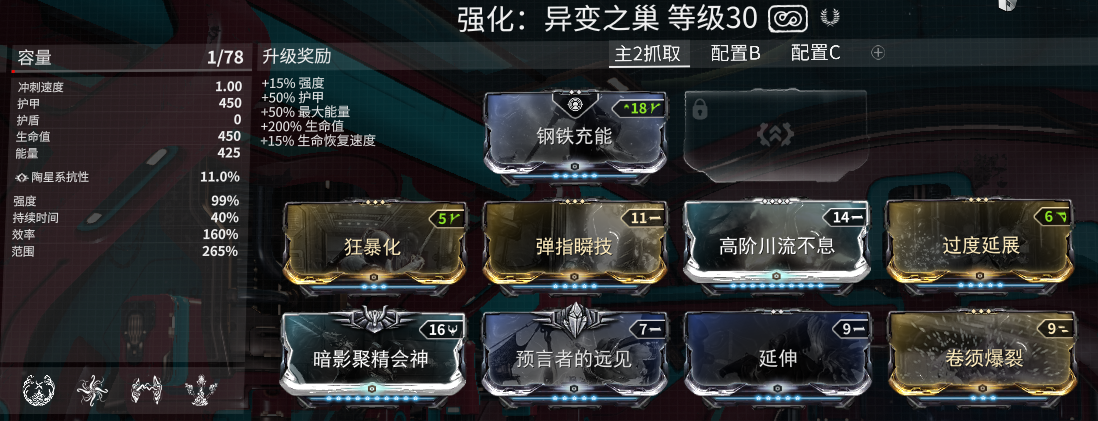 强化：异变之巢 等级30
容量 1/78
升级奖励
主2抓取 配置B 配置C
冲刺速度 1.00
护甲 450
护盾 0
生命值 450
能量 425
陶星系抗性 11.0%
强度 99%
持续时间 40%
效率 160%
范围 265%
+15% 强度
+50% 护甲
+50% 最大能量
+200% 生命值
+15% 生命恢复速度
18
钢铁充能
5
狂暴化
11
弹指瞬技
14
高阶川流不息
6
过度延展
16
暗影聚精会神
7
预言者的远见
9
延伸
9
卷须爆裂